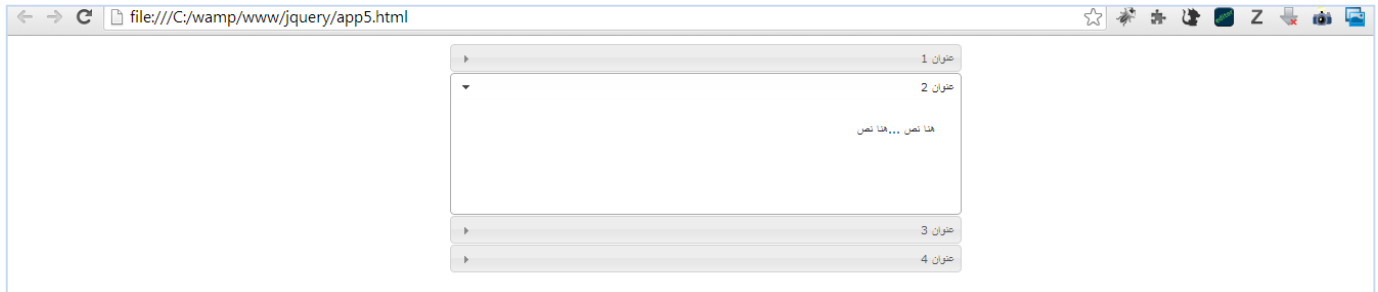 file:///C:/wamp/www/jquery/app5.html
عنوان 1
عنوان 2
هنا نص ...هنا نص
عنوان 3
عنوان 4